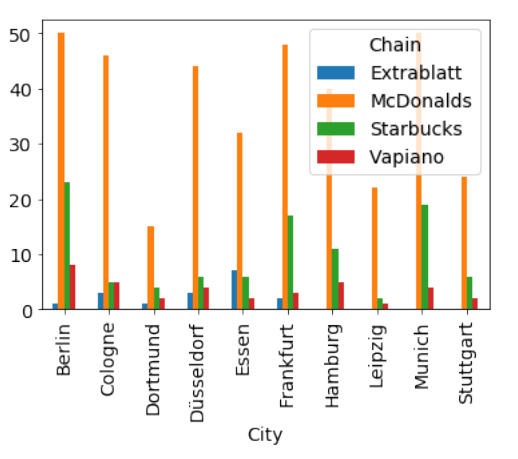 50
40
30
20
10
0
Chain
Extrablatt
McDonalds
Starbucks
Vapiano
Berlin
Cologne
Dortmund
Düsseldorf
Essen
Frankfurt
Hamburg
Leipzig
Munich
Stuttgart
City